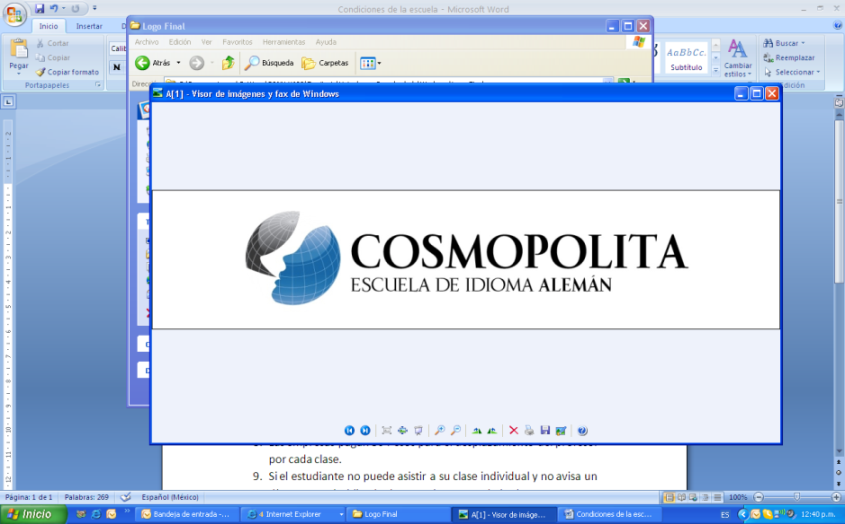 Condiciones de la escuela - Microsoft Word
Inicio Insertar
Logo Final
Archivo Edición Ver Favoritos Herramientas Ayuda
Pegar
Cortar
Copiar
Copiar formato
Portapapeles
N
Atrás Búsqueda Carpetas
AaBbCc.
Subtítulo
Cambiar estilos
Buscar
Reemplazar
Seleccionar
A[1] - Visor de imágenes y fax de Windows
COSMOPOLITA
ESCUELA DE IDIOMA ALEMÁN
por cada clase.
9. Si el estudiante no puede asistir a su clase individual y no avisa un
Página: 1 de 1 Palabras: 269 Español (México) 100%
Inicio Bandeja de entrada -... 4 Internet Explorer Logo Final A[1] - Visor de imáge... Condiciones de la esc... ES 12:40 p.m.